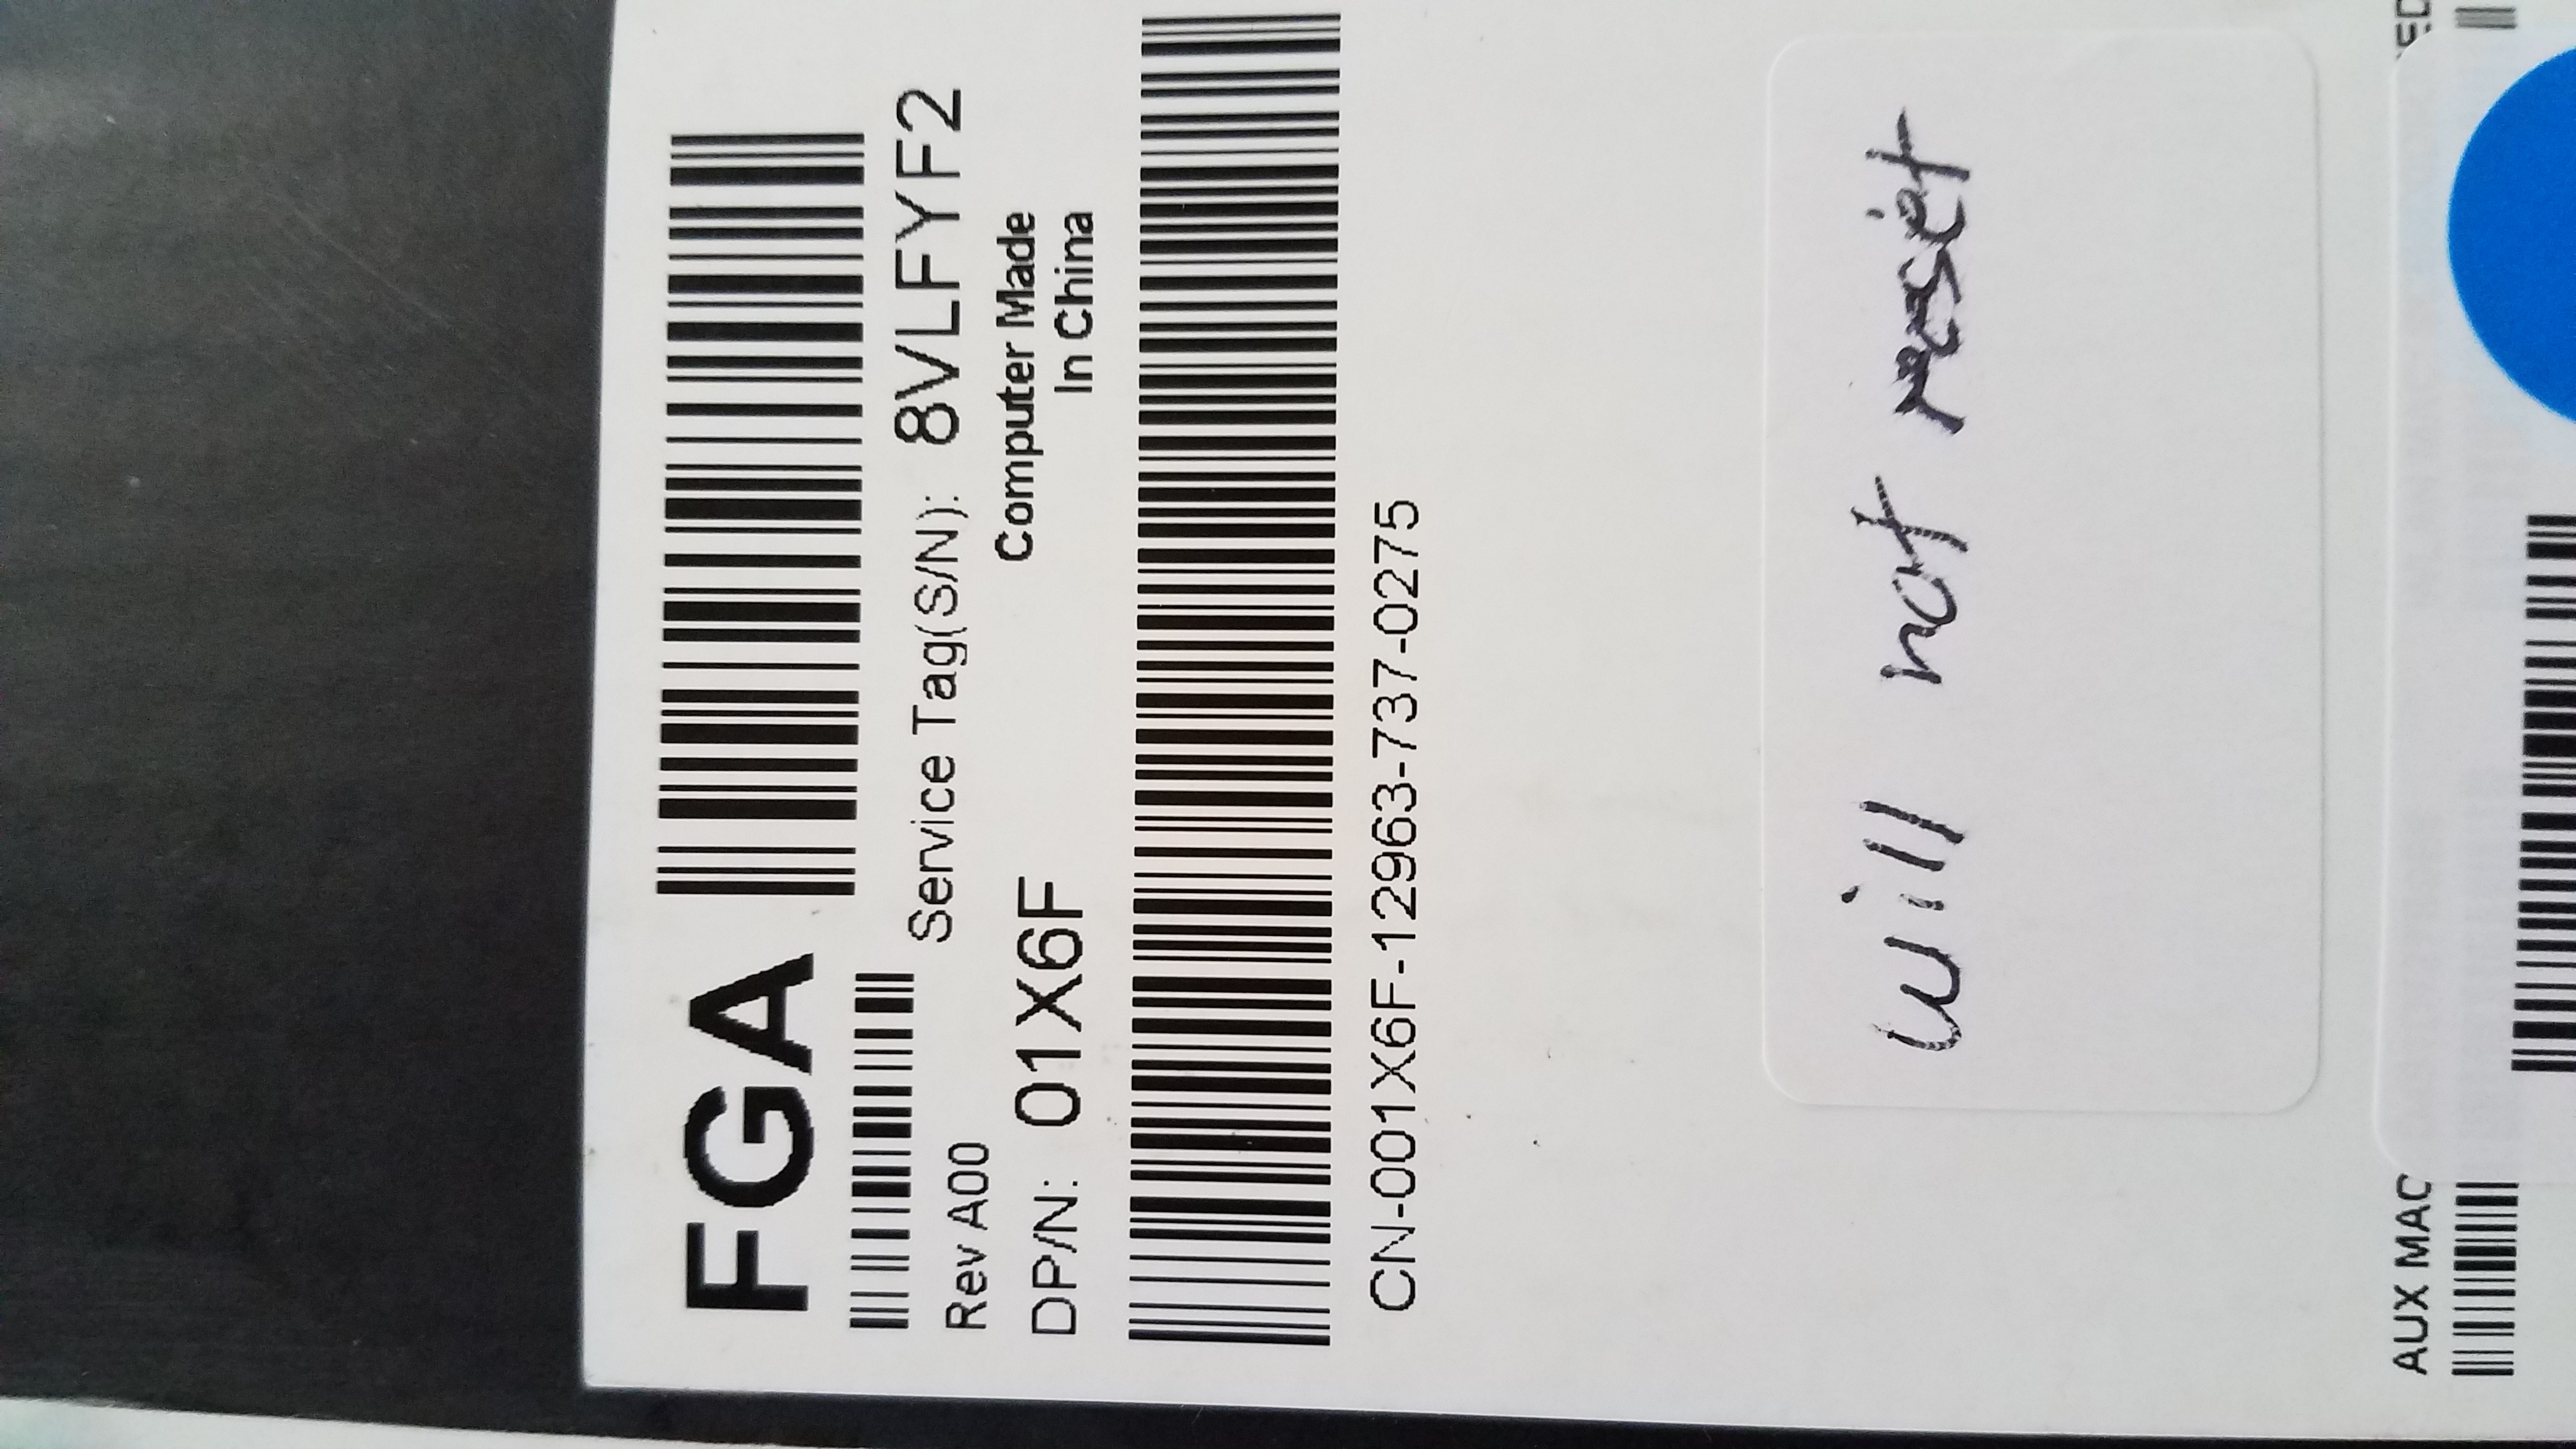 FGA
Service Tag(S/N): 8VLFYF2
Rev A00
Computer Made
In China
DP/N: 01X6F
CN-001X6F-12963-737-0275
will not reset
AUX MAC